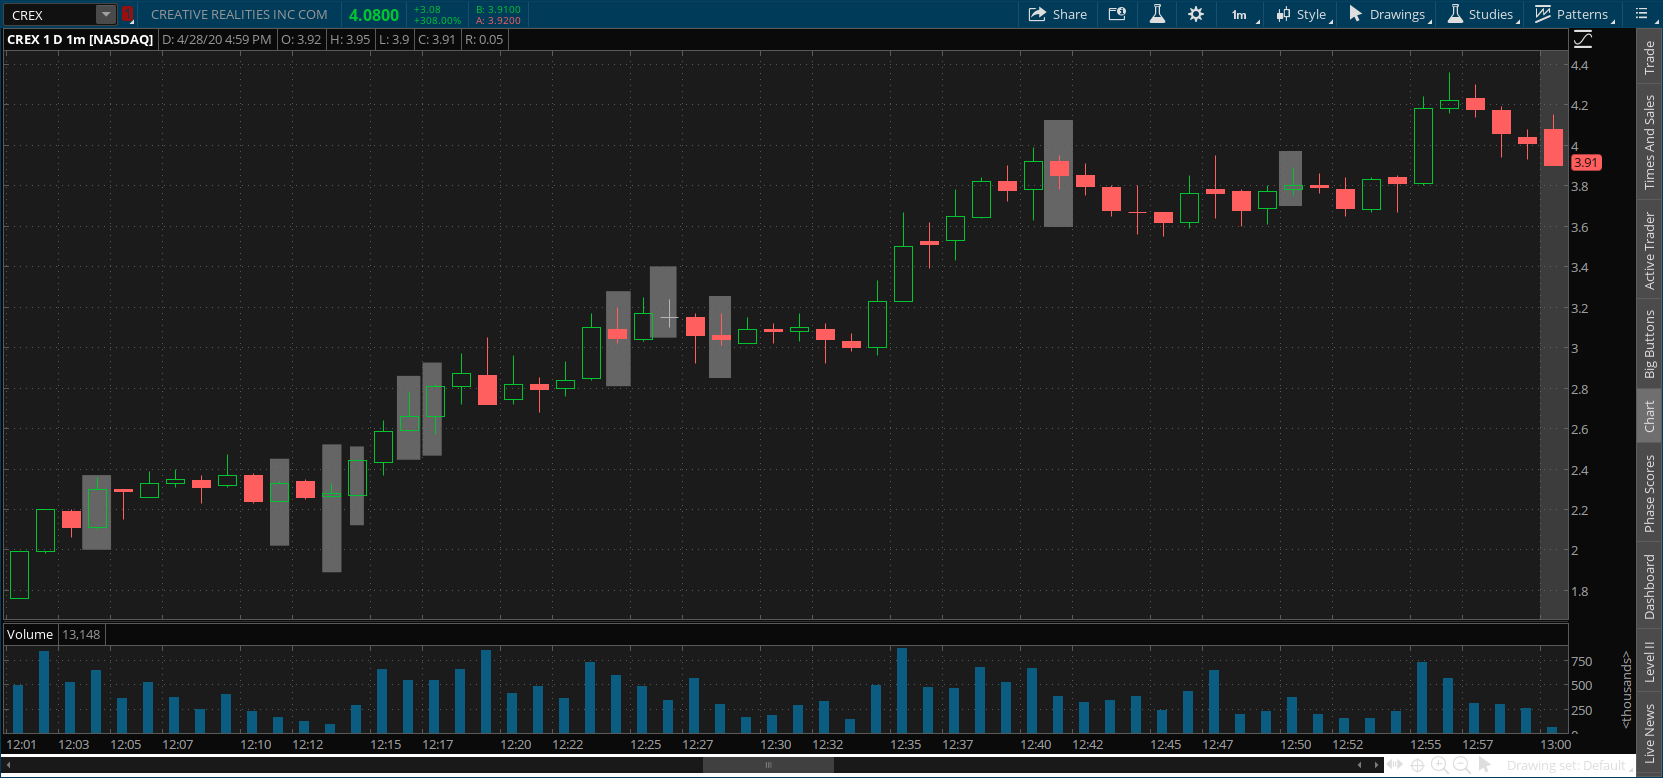 CREX
1
CREATIVE REALITIES INC COM
4.0800
+3.08
+308.00%
B: 3.9100
A: 3.9200
Share
1m
Style
Drawings
Studies
Patterns
CREX 1 D 1m [NASDAQ] D: 4/28/20 4:59 PM O: 3.92 H: 3.95 L: 3.9 C: 3.91 R: 0.05
4.4
4.2
4
3.91
3.8
3.6
3.4
3.2
3
2.8
2.6
2.4
2.2
2
1.8
Volume 13,148
750
500
250
0
<thousands>
12:01 12:03 12:05 12:07 12:10 12:12 12:15 12:17 12:20 12:22 12:25 12:27 12:30 12:32 12:35 12:37 12:40 12:42 12:45 12:47 12:50 12:52 12:55 12:57 13:00
Drawing set: Default
Trade
Times And Sales
Active Trader
Big Buttons
Chart
Phase Scores
Dashboard
Level II
Live News